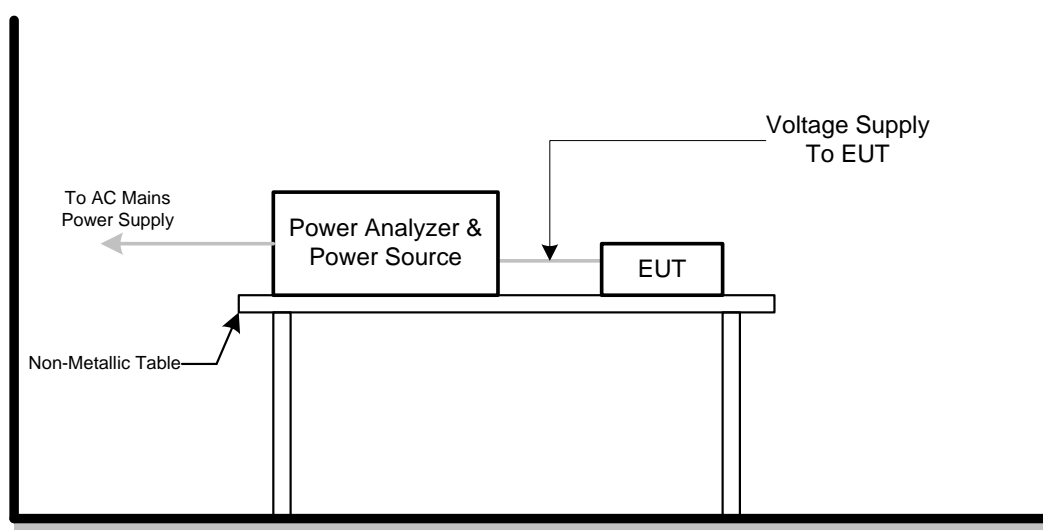 Voltage Supply
To EUT
To AC Mains
Power Supply
Power Analyzer &
Power Source
EUT
Non-Metallic Table